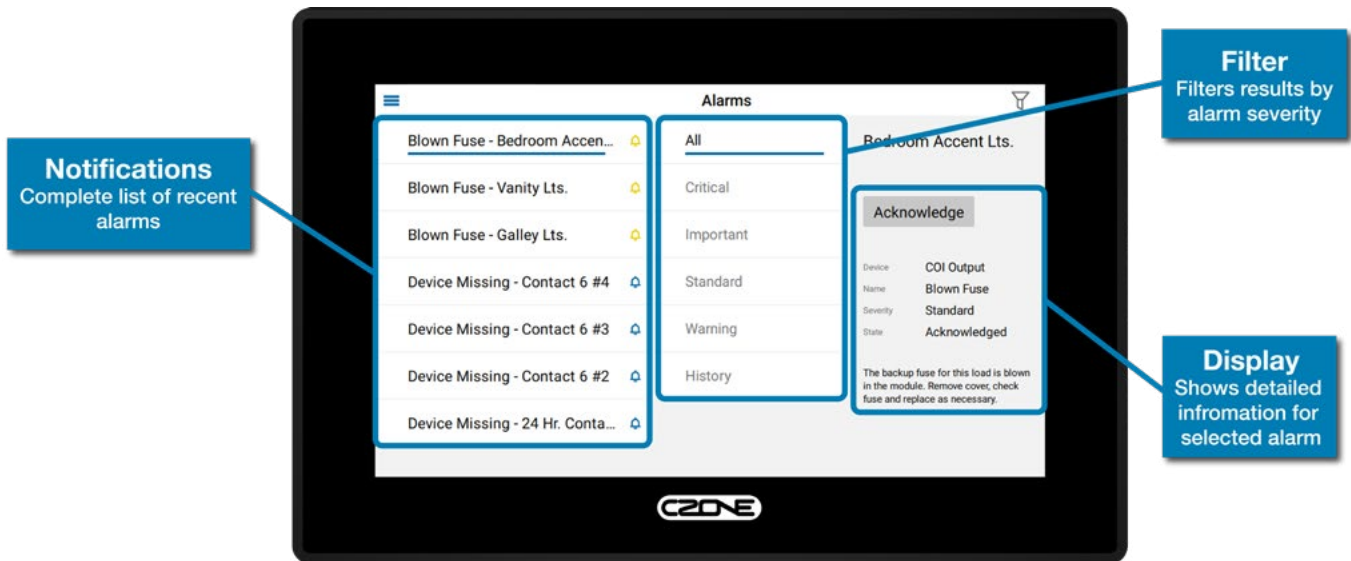 Notifications
Complete list of recent
alarms
Alarms
Blown Fuse - Bedroom Accen...
Blown Fuse - Vanity Lts.
Blown Fuse - Galley Lts.
Device Missing - Contact 6 #4
Device Missing - Contact 6 #3
Device Missing - Contact 6 #2
Device Missing - 24 Hr. Conta...
All
Critical
Important
Standard
Warning
History
Bedroom Accent Lts.
Acknowledge
Device COI Output
Name Blown Fuse
Severity Standard
State Acknowledged
The backup fuse for this load is blown
in the module. Remove cover, check
fuse and replace as necessary.
Filter
Filters results by
alarm severity
Display
Shows detailed
infromation for
selected alarm
CZONE